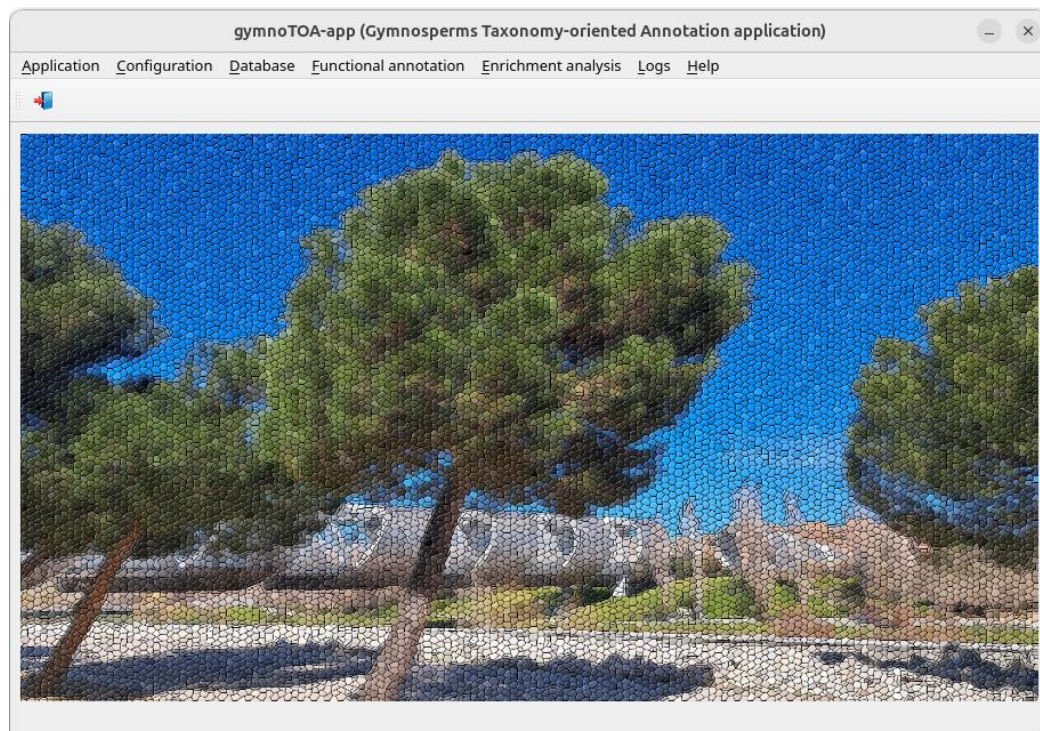 gymnoTOA-app (Gymnosperms Taxonomy-oriented Annotation application)
Application Configuration Database Functional annotation Enrichment analysis Logs Help